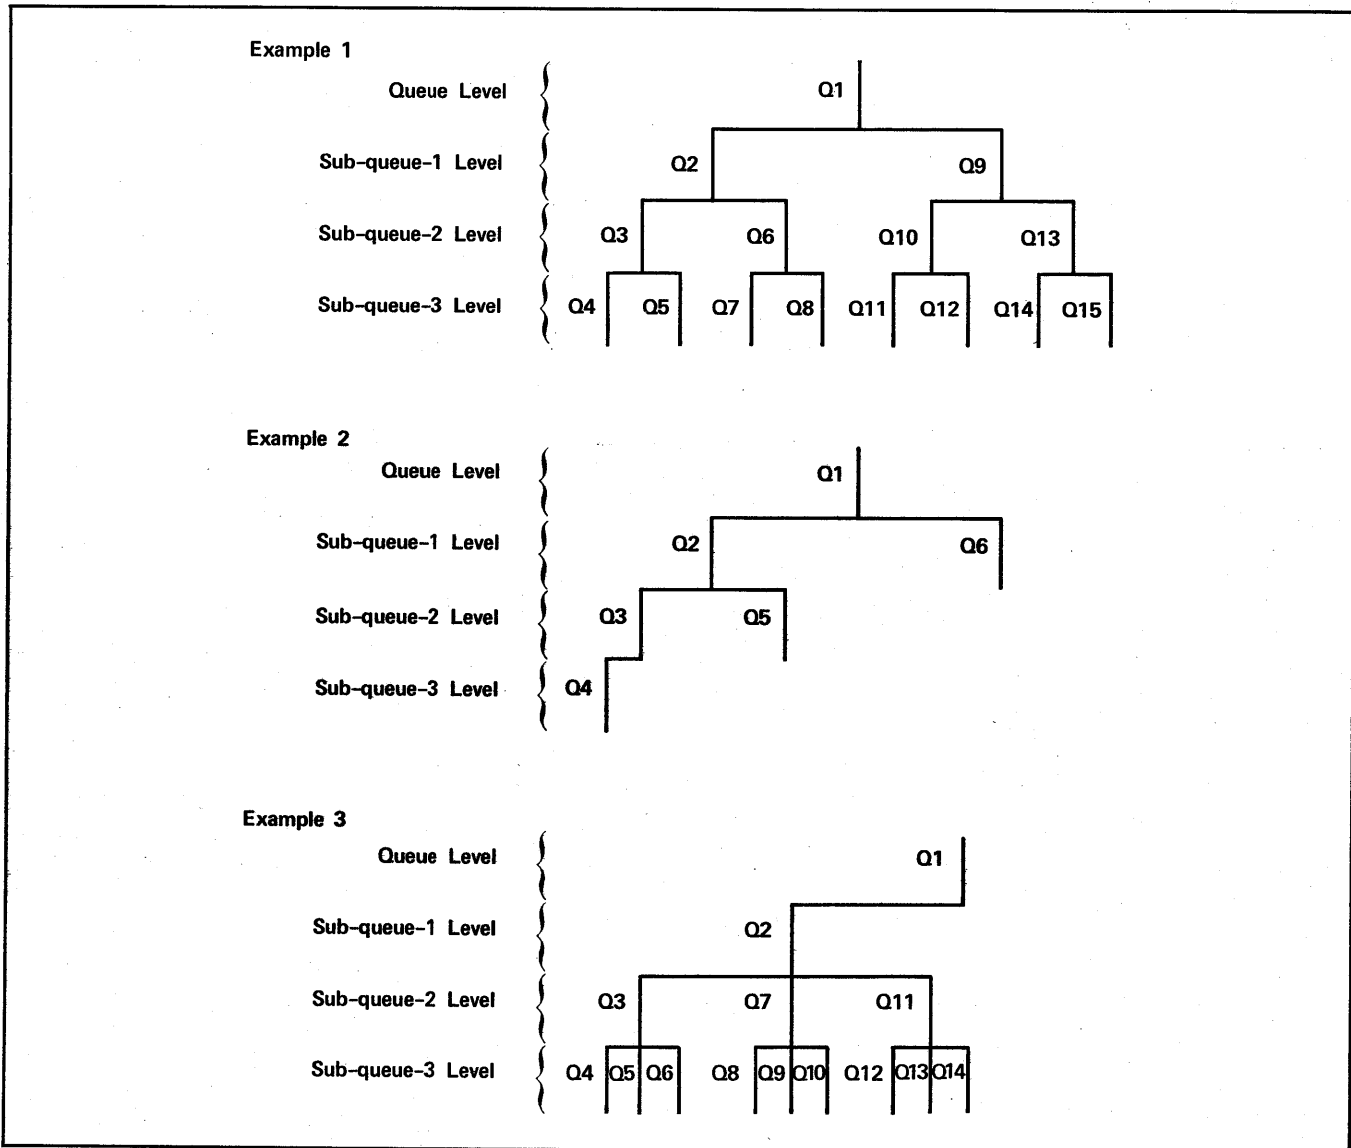 Example 1
Queue Level Q1
Sub-queue-1 Level Q2 Q9
Sub-queue-2 Level Q3 Q6 Q10 Q13
Sub-queue-3 Level Q4 Q5 Q7 Q8 Q11 Q12 Q14 Q15
Example 2
Queue Level Q1
Sub-queue-1 Level Q2 Q6
Sub-queue-2 Level Q3 Q5
Sub-queue-3 Level Q4
Example 3
Queue Level Q1
Sub-queue-1 Level Q2
Sub-queue-2 Level Q3 Q7 Q11
Sub-queue-3 Level Q4 Q5 Q6 Q8 Q9 Q10 Q12 Q13 Q14